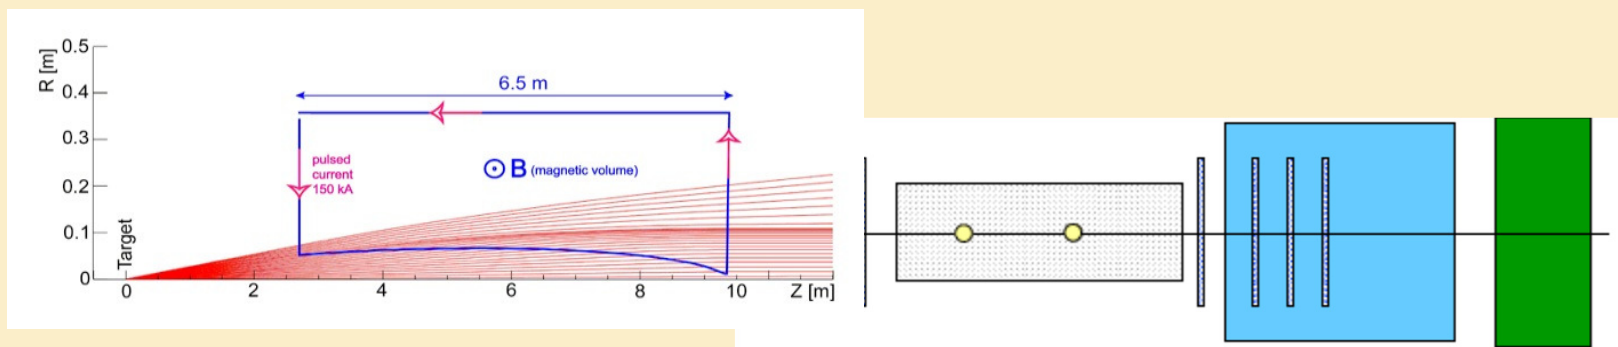 R [m]
0.5
0.4
0.3
0.2
0.1
0
6.5 m
pulsed
current
150 kA
B (magnetic volume)
Target
0 2 4 6 8 10 Z [m]